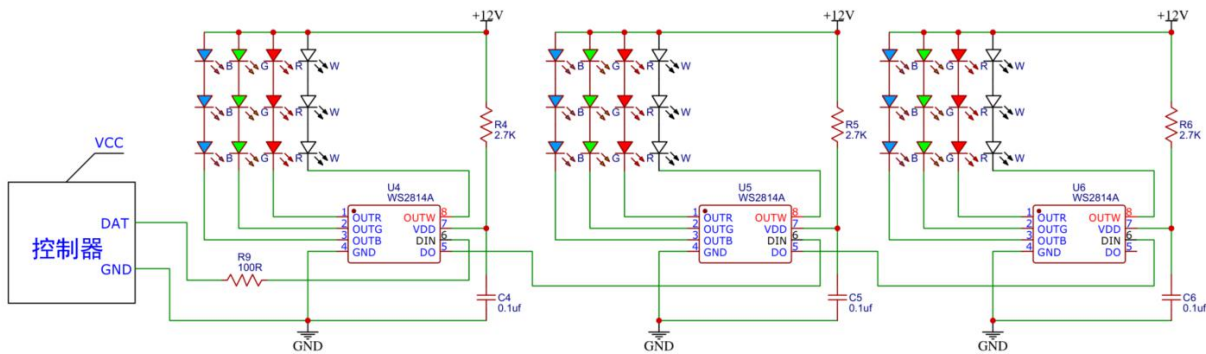 +12V
+12V
+12V
B G R W
B G R W
B G R W
B G R W
B G R W
B G R W
B G R W
B G R W
B G R W
R4
2.7K
R5
2.7K
R6
2.7K
VCC
控制器
DAT
GND
R9
100R
U4
WS2814A
1 OUTR OUTW 8
2 OUTG VDD 7
3 OUTB DIN 6
4 GND DO 5
C4
0.1uf
GND
U5
WS2814A
1 OUTR OUTW 8
2 OUTG VDD 7
3 OUTB DIN 6
4 GND DO 5
C5
0.1uf
GND
U6
WS2814A
1 OUTR OUTW 8
2 OUTG VDD 7
3 OUTB DIN 6
4 GND DO 5
C6
0.1uf
GND